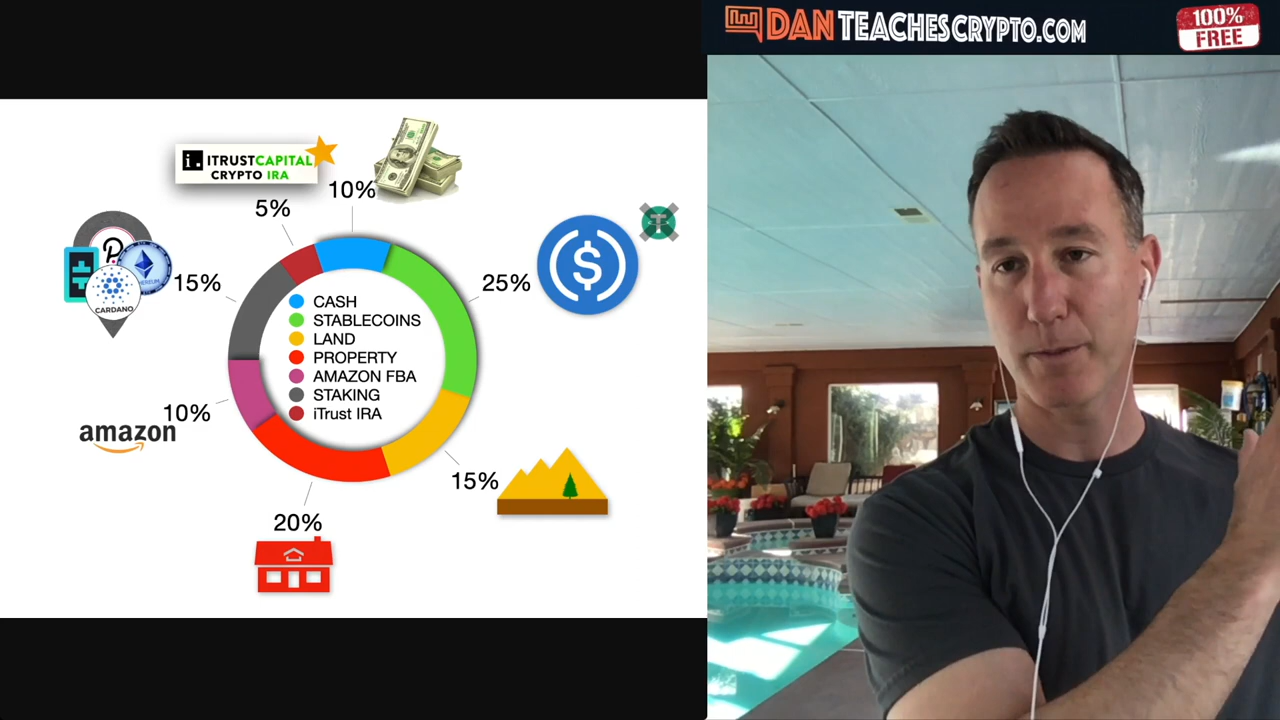 DANTEACHESCRYPTO.COM
100%
FREE
i. ITRUSTCAPITAL
CRYPTO IRA
10%
5%
25%
15%
CARDANO
CASH
STABLECOINS
LAND
PROPERTY
AMAZON FBA
STAKING
iTrust IRA
10%
amazon
15%
20%